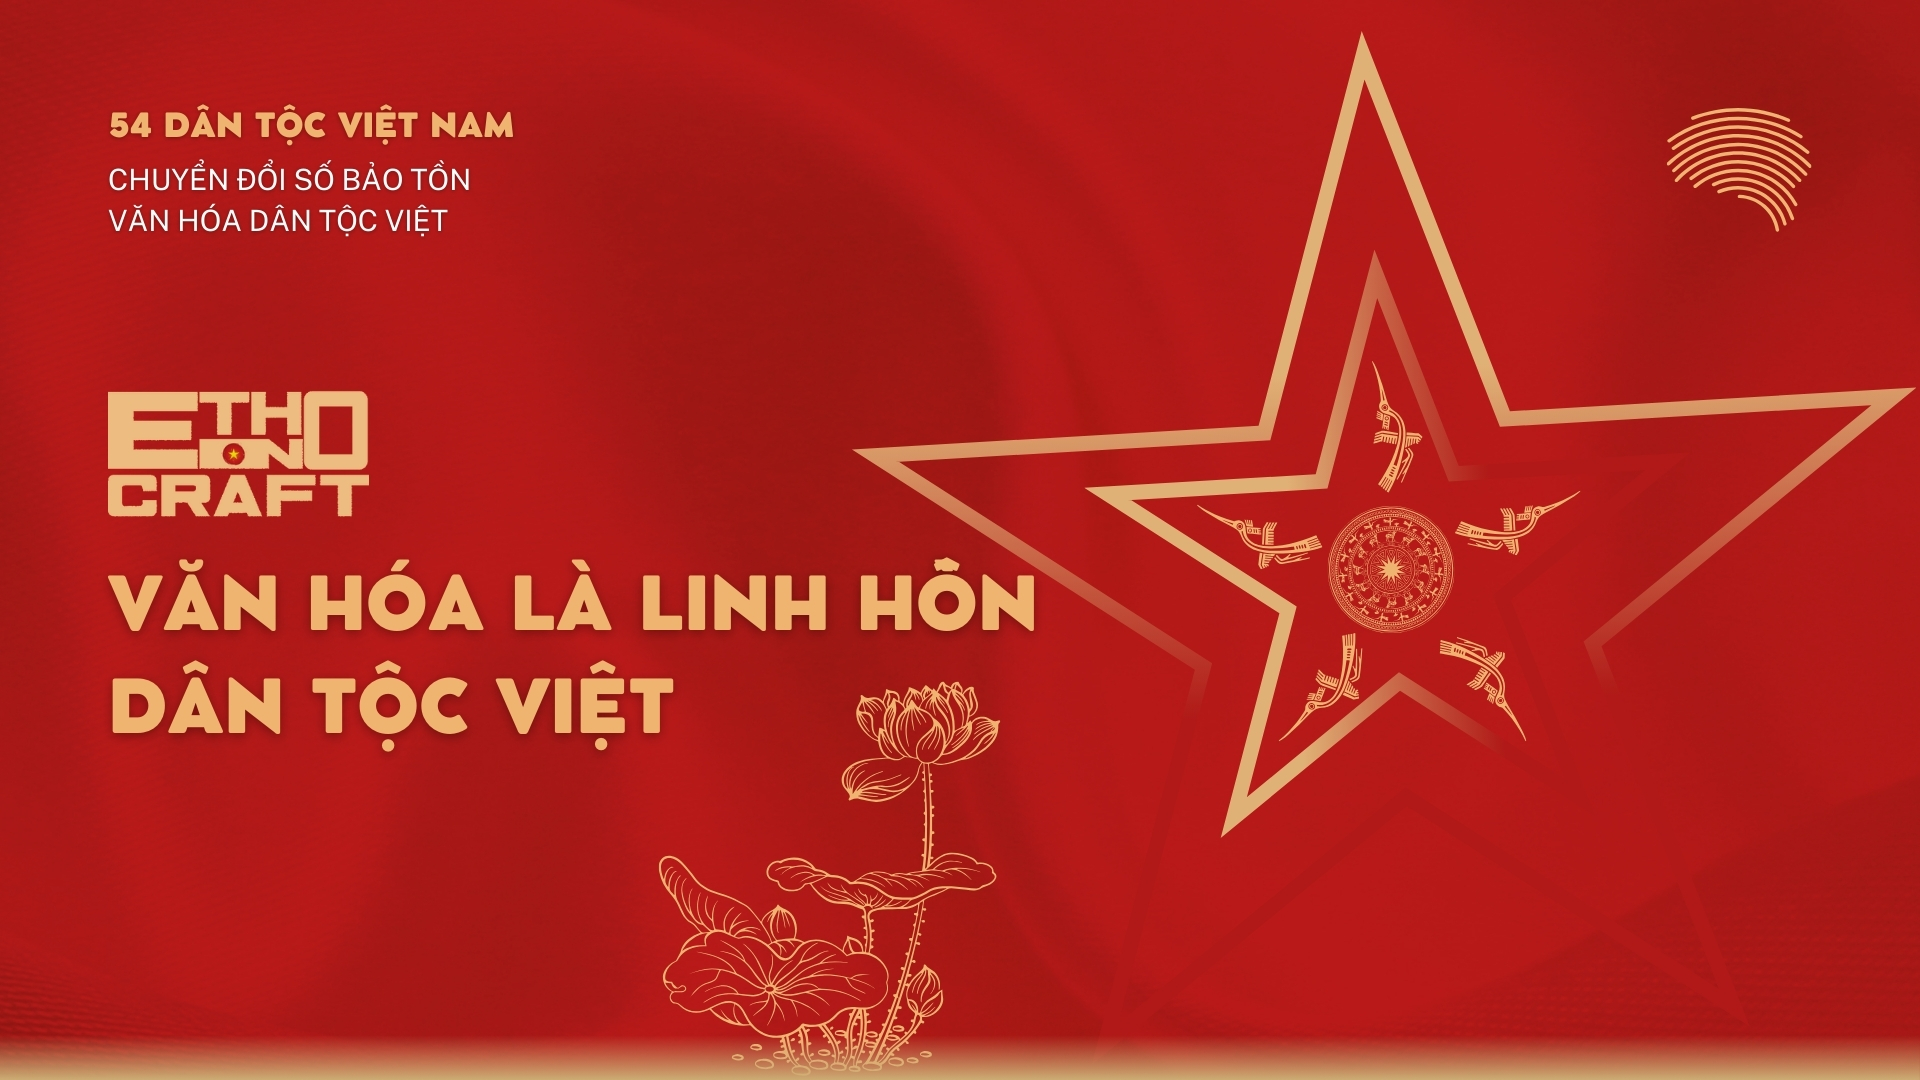 54 DÂN TỘC VIỆT NAM
CHUYỂN ĐỔI SỐ BẢO TỒN
VĂN HÓA DÂN TỘC VIỆT
ETHNO
CRAFT
VĂN HÓA LÀ LINH HỒN
DÂN TỘC VIỆT